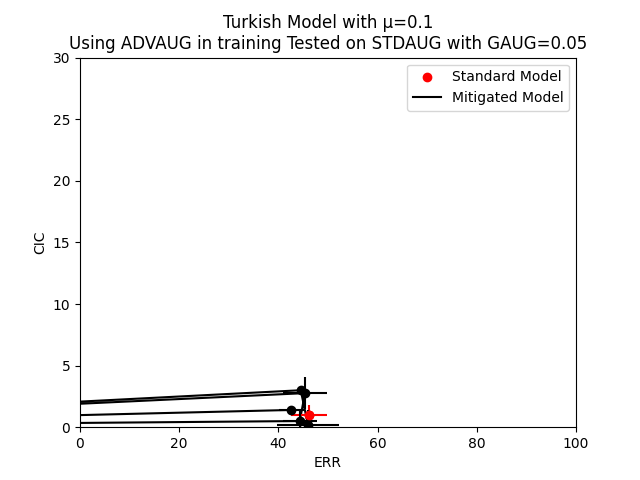 Turkish Model with μ=0.1
Using ADVAUG in training Tested on STDAUG with GAUG=0.05
Standard Model
Mitigated Model
CIC
30
25
20
15
10
5
0
0 20 40 60 80 100
ERR